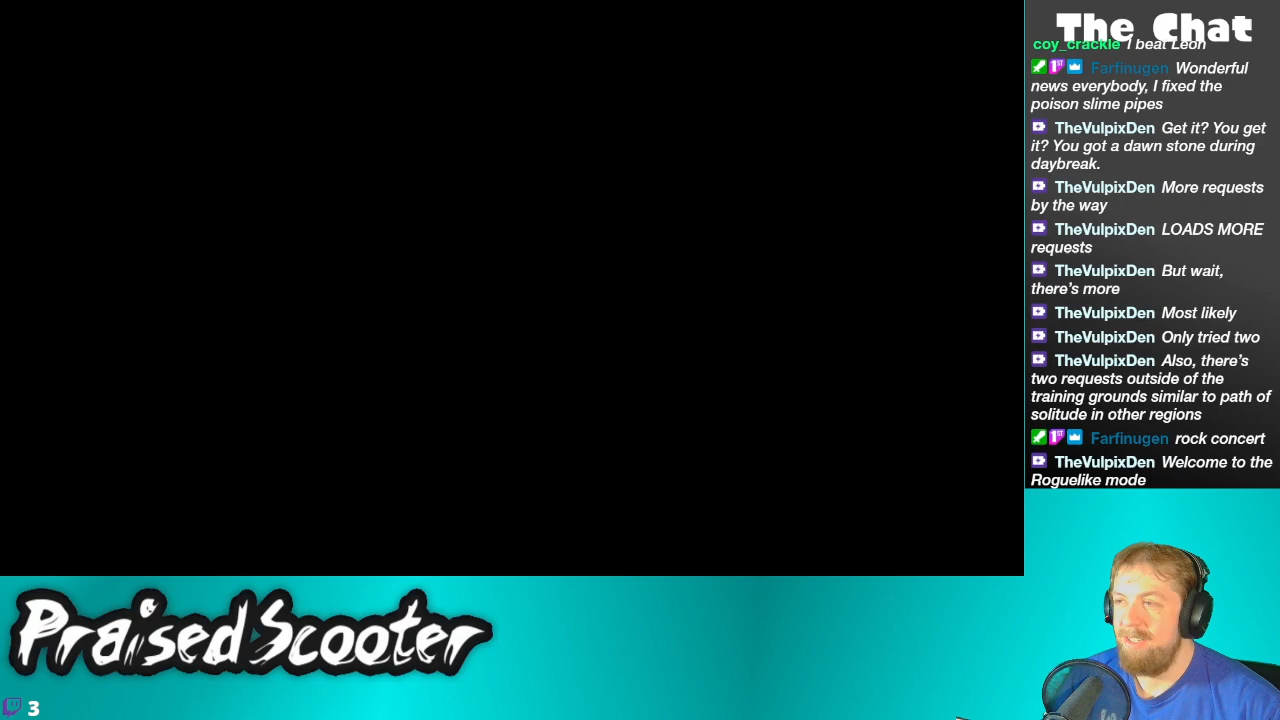 The Chat
coy_crackle I beat Leon
Farfinugen Wonderful
news everybody, I fixed the
poison slime pipes
TheVulpixDen Get it? You get
it? You got a dawn stone during
daybreak.
TheVulpixDen More requests
by the way
TheVulpixDen LOADS MORE
requests
TheVulpixDen But wait,
there's more
TheVulpixDen Most likely
TheVulpixDen Only tried two
TheVulpixDen Also, there's
two requests outside of the
training grounds similar to path of
solitude in other regions
Farfinugen rock concert
TheVulpixDen Welcome to the
Roguelike mode
PraisedScooter
3